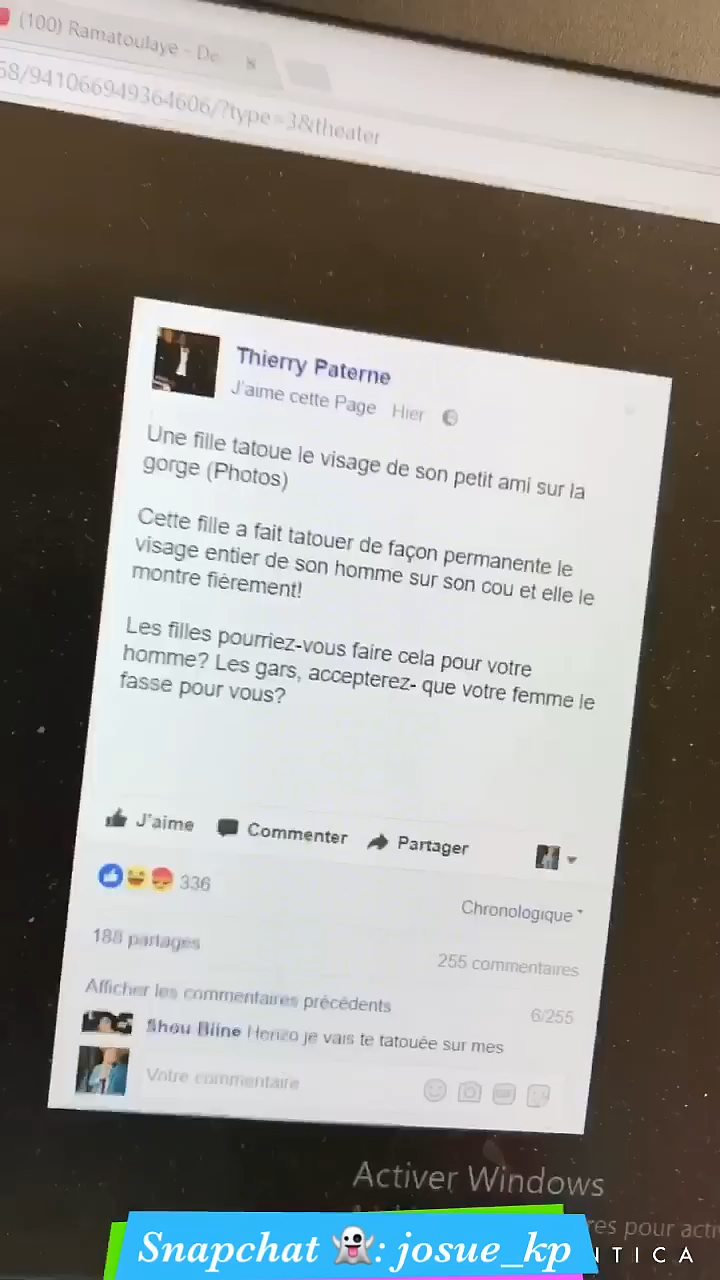 (100) Ramatoulaye - De
58/941066949364606/?type=3&theater
Thierry Paterne
J'aime cette Page Hier
Une fille tatoue le visage de son petit ami sur la
gorge (Photos)
Cette fille a fait tatouer de façon permanente le
visage entier de son homme sur son cou et elle le
montre fièrement!
Les filles pourriez-vous faire cela pour votre
homme? Les gars, accepterez- que votre femme le
fasse pour vous?
J'aime Commenter Partager
336
Chronologique
188 partages
255 commentaires
Afficher les commentaires précédents
6/255
Shou Bline je vais te tatouée sur mes
Votre commentaire
Activer Windows
res pour acti
Snapchat 👻: josue_kp
NTICA